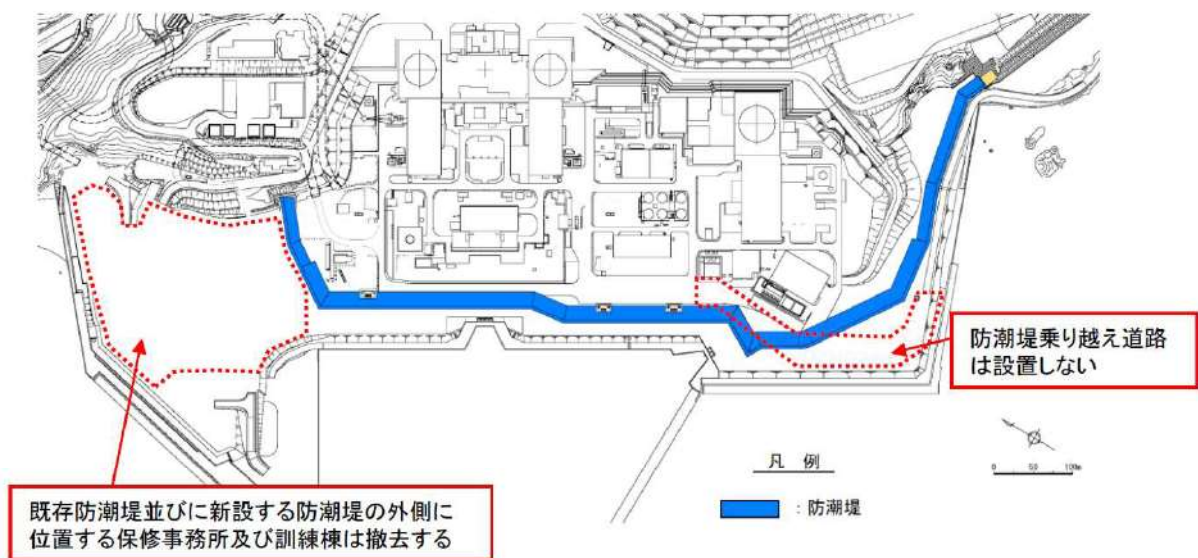 防潮堤乗り越え道路
は設置しない
既存防潮堤並びに新設する防潮堤の外側に
位置する保修事務所及び訓練棟は撤去する
凡 例
：防潮堤
0 50 100m